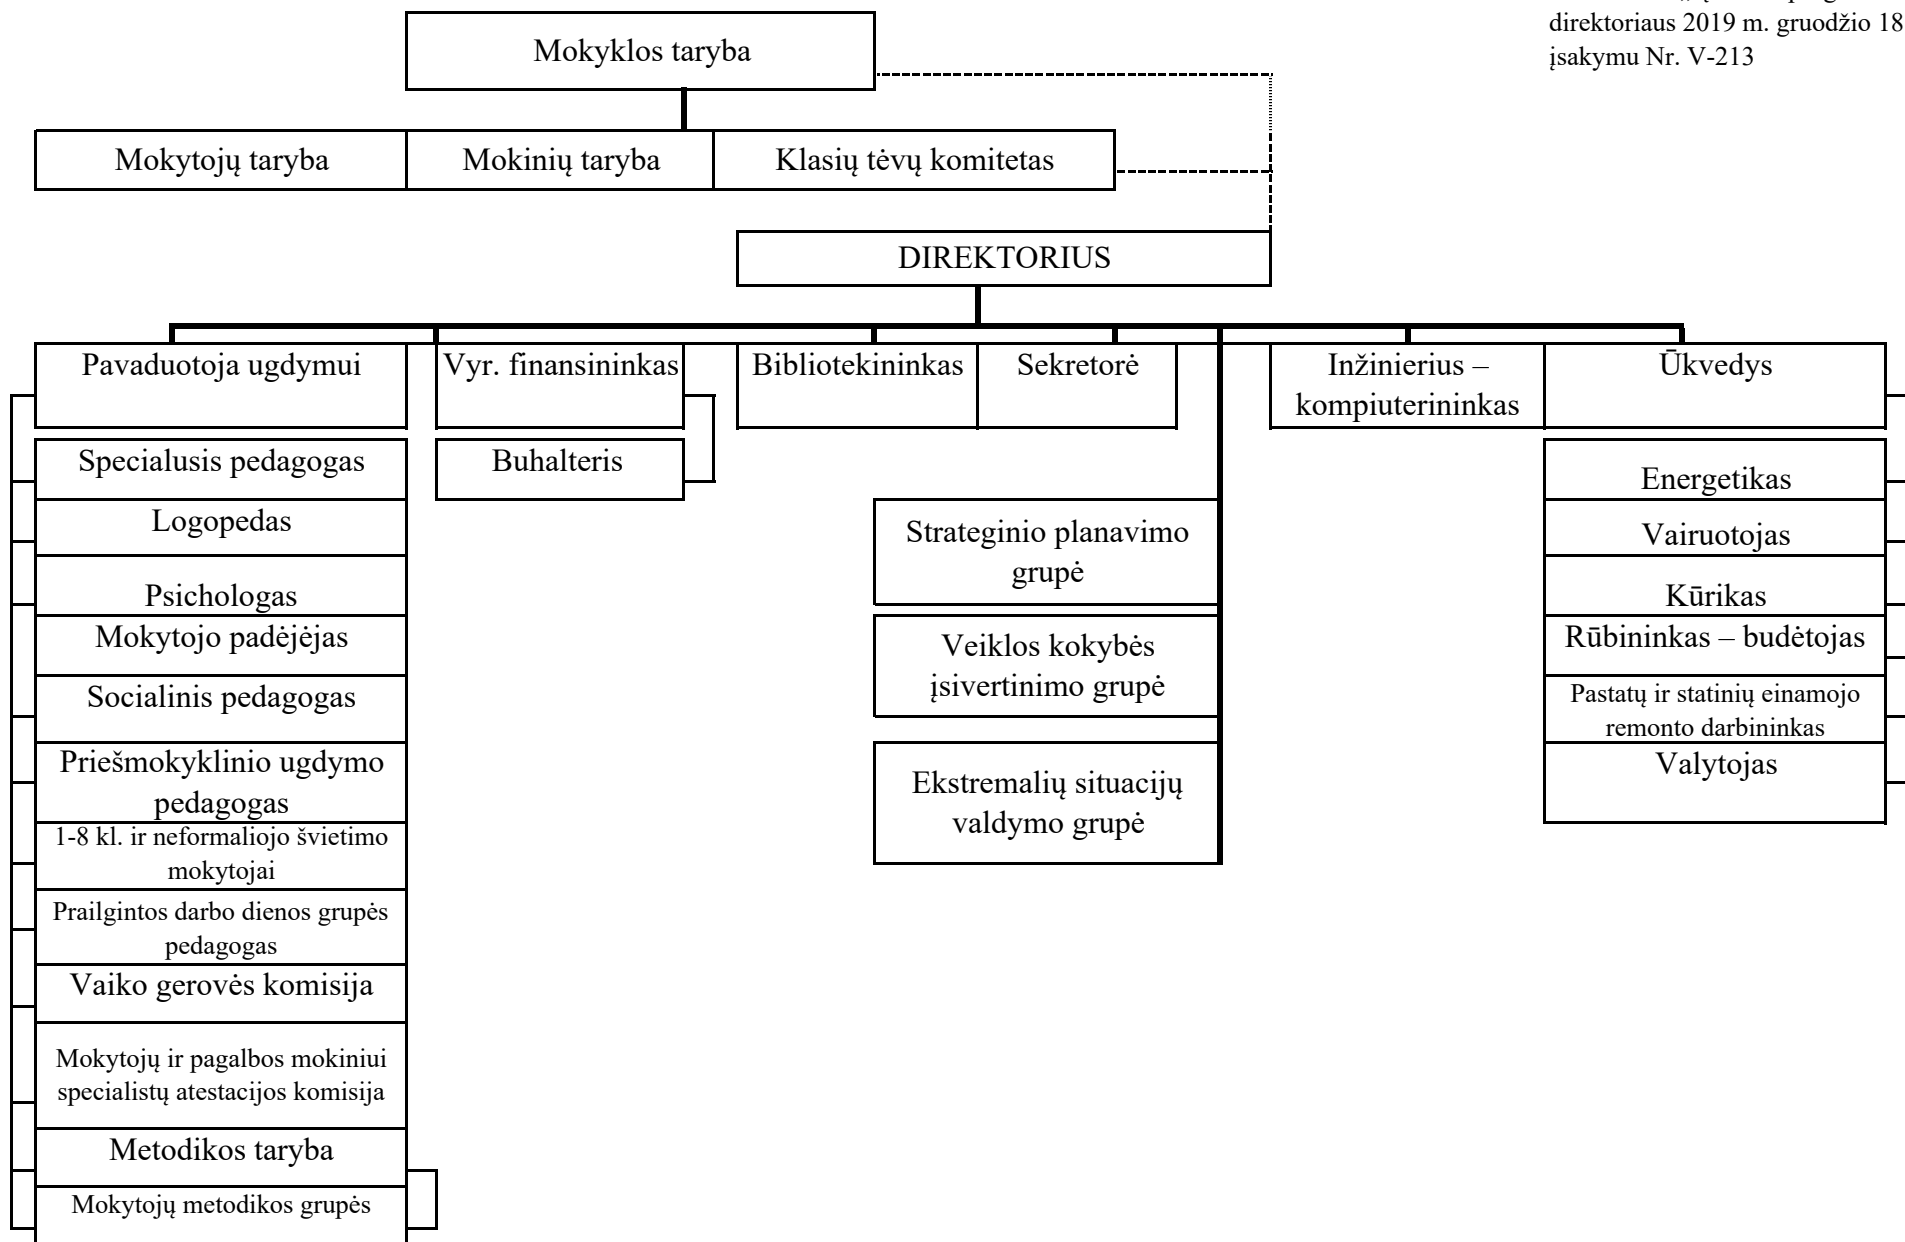 direktoriaus 2019 m. gruodžio 18
įsakymu Nr. V-213
Mokyklos taryba
Mokytojų taryba
Mokinių taryba
Klasių tėvų komitetas
DIREKTORIUS
Pavaduotoja ugdymui
Vyr. finansininkas
Bibliotekininkas
Sekretorė
Inžinierius –
kompiuterininkas
Ūkvedys
Specialusis pedagogas
Logopedas
Psichologas
Mokytojo padėjėjas
Socialinis pedagogas
Priešmokyklinio ugdymo
pedagogas
1-8 kl. ir neformaliojo švietimo
mokytojai
Prailgintos darbo dienos grupės
pedagogas
Vaiko gerovės komisija
Mokytojų ir pagalbos mokiniui
specialistų atestacijos komisija
Metodikos taryba
Mokytojų metodikos grupės
Buhalteris
Strateginio planavimo
grupė
Veiklos kokybės
įsivertinimo grupė
Ekstremalių situacijų
valdymo grupė
Energetikas
Vairuotojas
Kūrikas
Rūbininkas – budėtojas
Pastatų ir statinių einamojo
remonto darbininkas
Valytojas